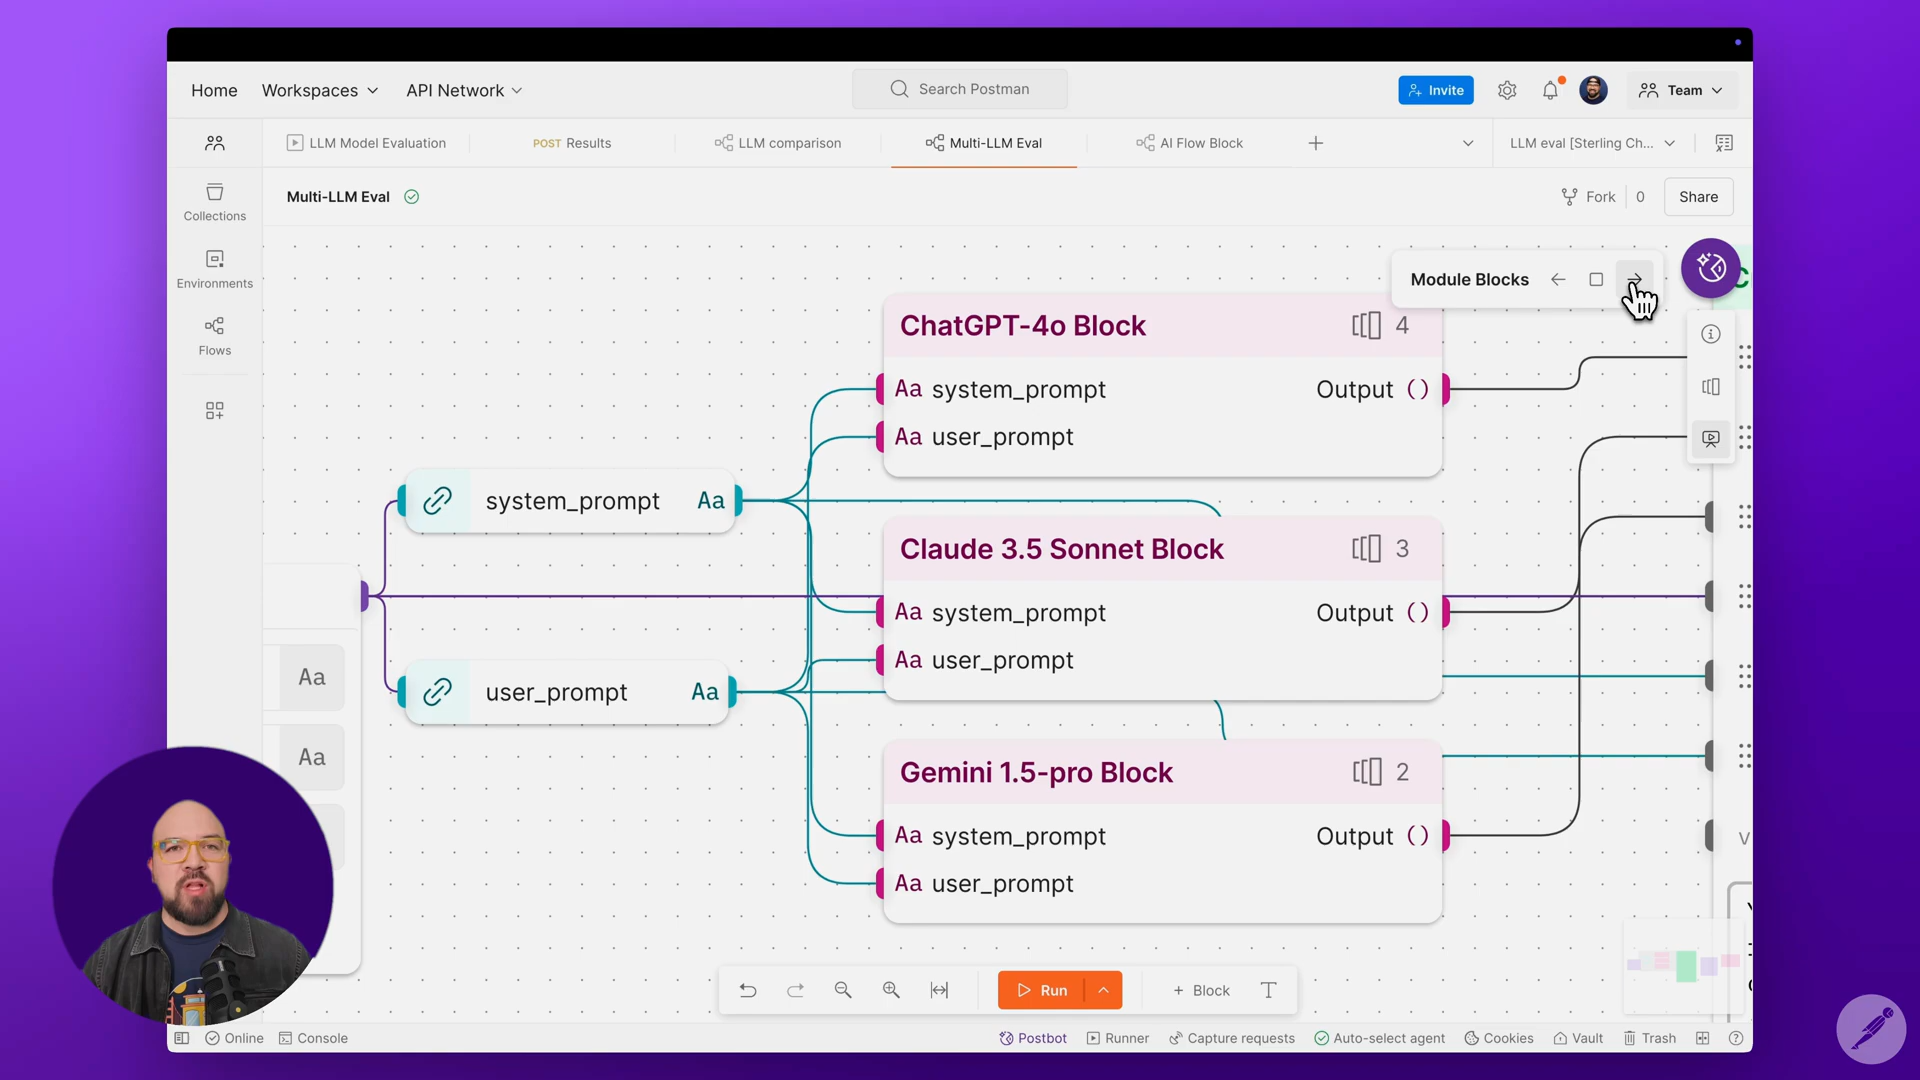 Home
Workspaces
API Network
Search Postman
Invite
Team
LLM Model Evaluation
POST Results
LLM comparison
Multi-LLM Eval
AI Flow Block
LLM eval [Sterling Ch...
Collections
Environments
Flows
Multi-LLM Eval
Fork 0
Share
Module Blocks
ChatGPT-4o Block
4
Aa system_prompt
Output ()
Aa user_prompt
system_prompt Aa
Claude 3.5 Sonnet Block
3
Aa system_prompt
Output ()
Aa user_prompt
user_prompt Aa
Aa
Aa
Gemini 1.5-pro Block
2
Aa system_prompt
Output ()
Aa user_prompt
Run
+ Block
T
Online
Console
Postbot
Runner
Capture requests
Auto-select agent
Cookies
Vault
Trash